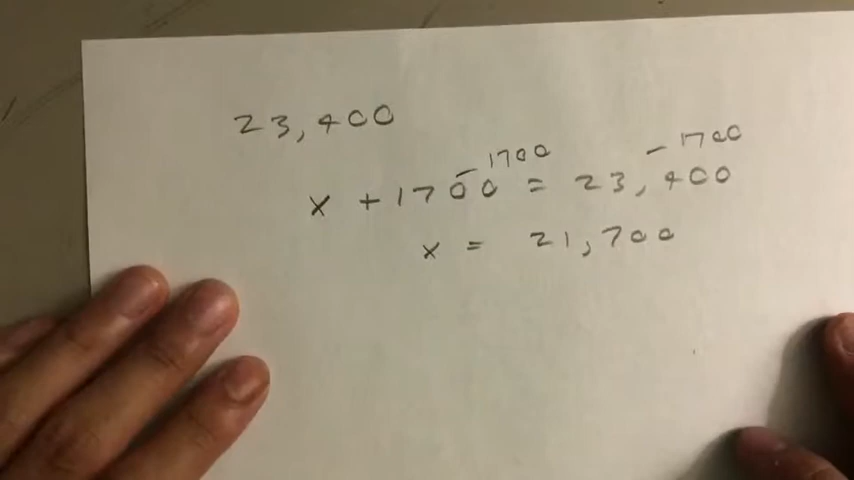 23,400
-1700 -1700
x + 1700 = 23,400
x = 21,700